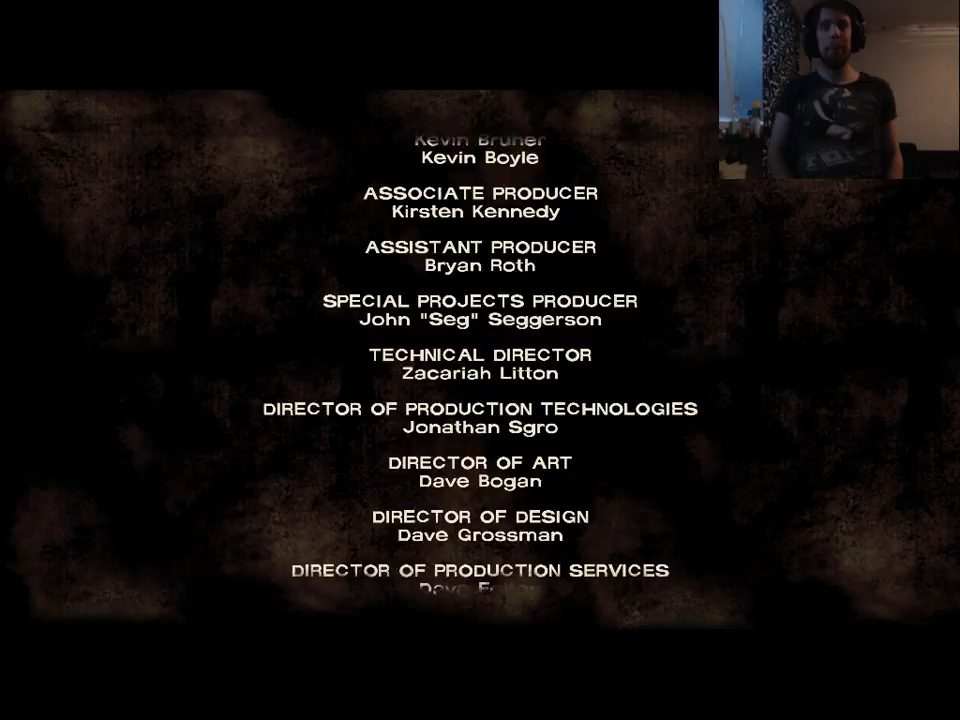 Kevin Bruner
Kevin Boyle
ASSOCIATE PRODUCER
Kirsten Kennedy
ASSISTANT PRODUCER
Bryan Roth
SPECIAL PROJECTS PRODUCER
John "Seg" Seggerson
TECHNICAL DIRECTOR
Zacariah Litton
DIRECTOR OF PRODUCTION TECHNOLOGIES
Jonathan Sgro
DIRECTOR OF ART
Dave Bogan
DIRECTOR OF DESIGN
Dave Grossman
DIRECTOR OF PRODUCTION SERVICES